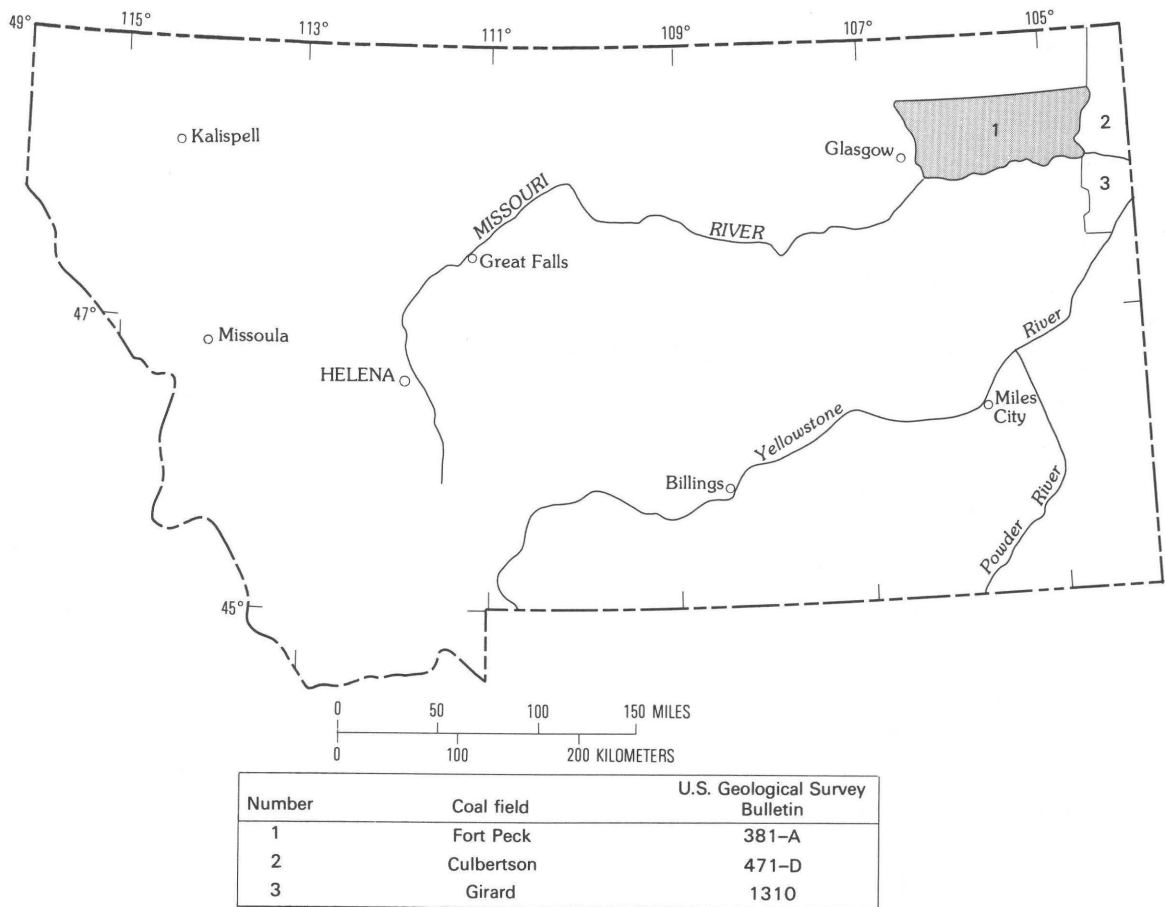 49°
115°
113°
111°
109°
107°
105°
Kalispell
Glasgow
1
2
3
MISSOURI
RIVER
Great Falls
47°
Missoula
HELENA
River
Miles
City
Yellowstone
Billings
Powder River
45°
0 50 100 150 MILES
0 100 200 KILOMETERS
Number Coal field U.S. Geological Survey Bulletin
1 Fort Peck 381–A
2 Culbertson 471–D
3 Girard 1310